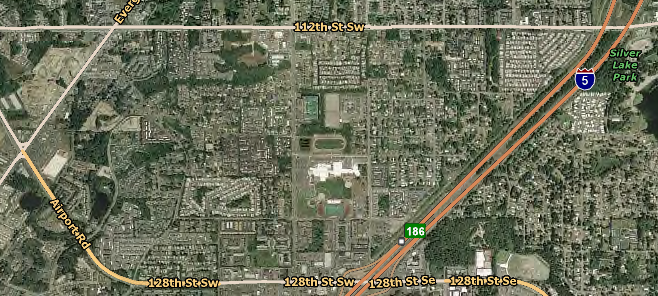 Everg
112th St Sw
Silver
Lake
Park
5
186
Airport Rd
128th St Sw
128th St Sw
128th St Se
128th St Se